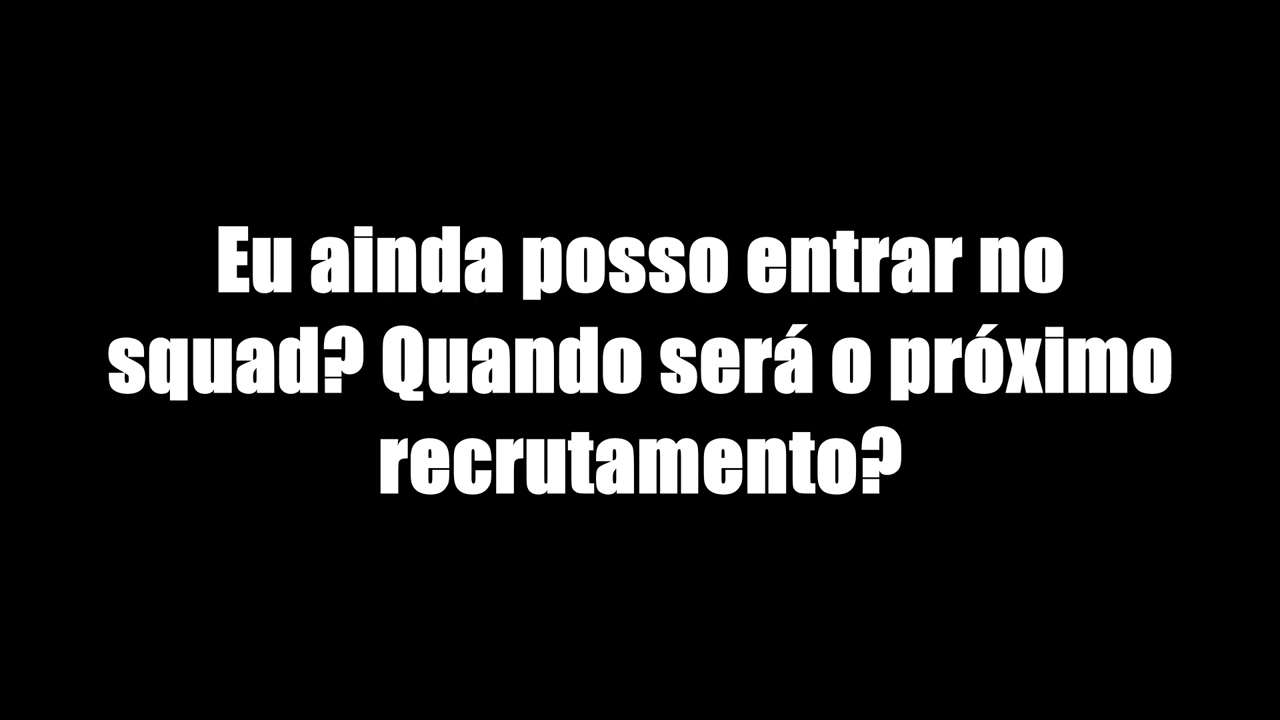 Eu ainda posso entrar no
squad? Quando será o próximo
recrutamento?